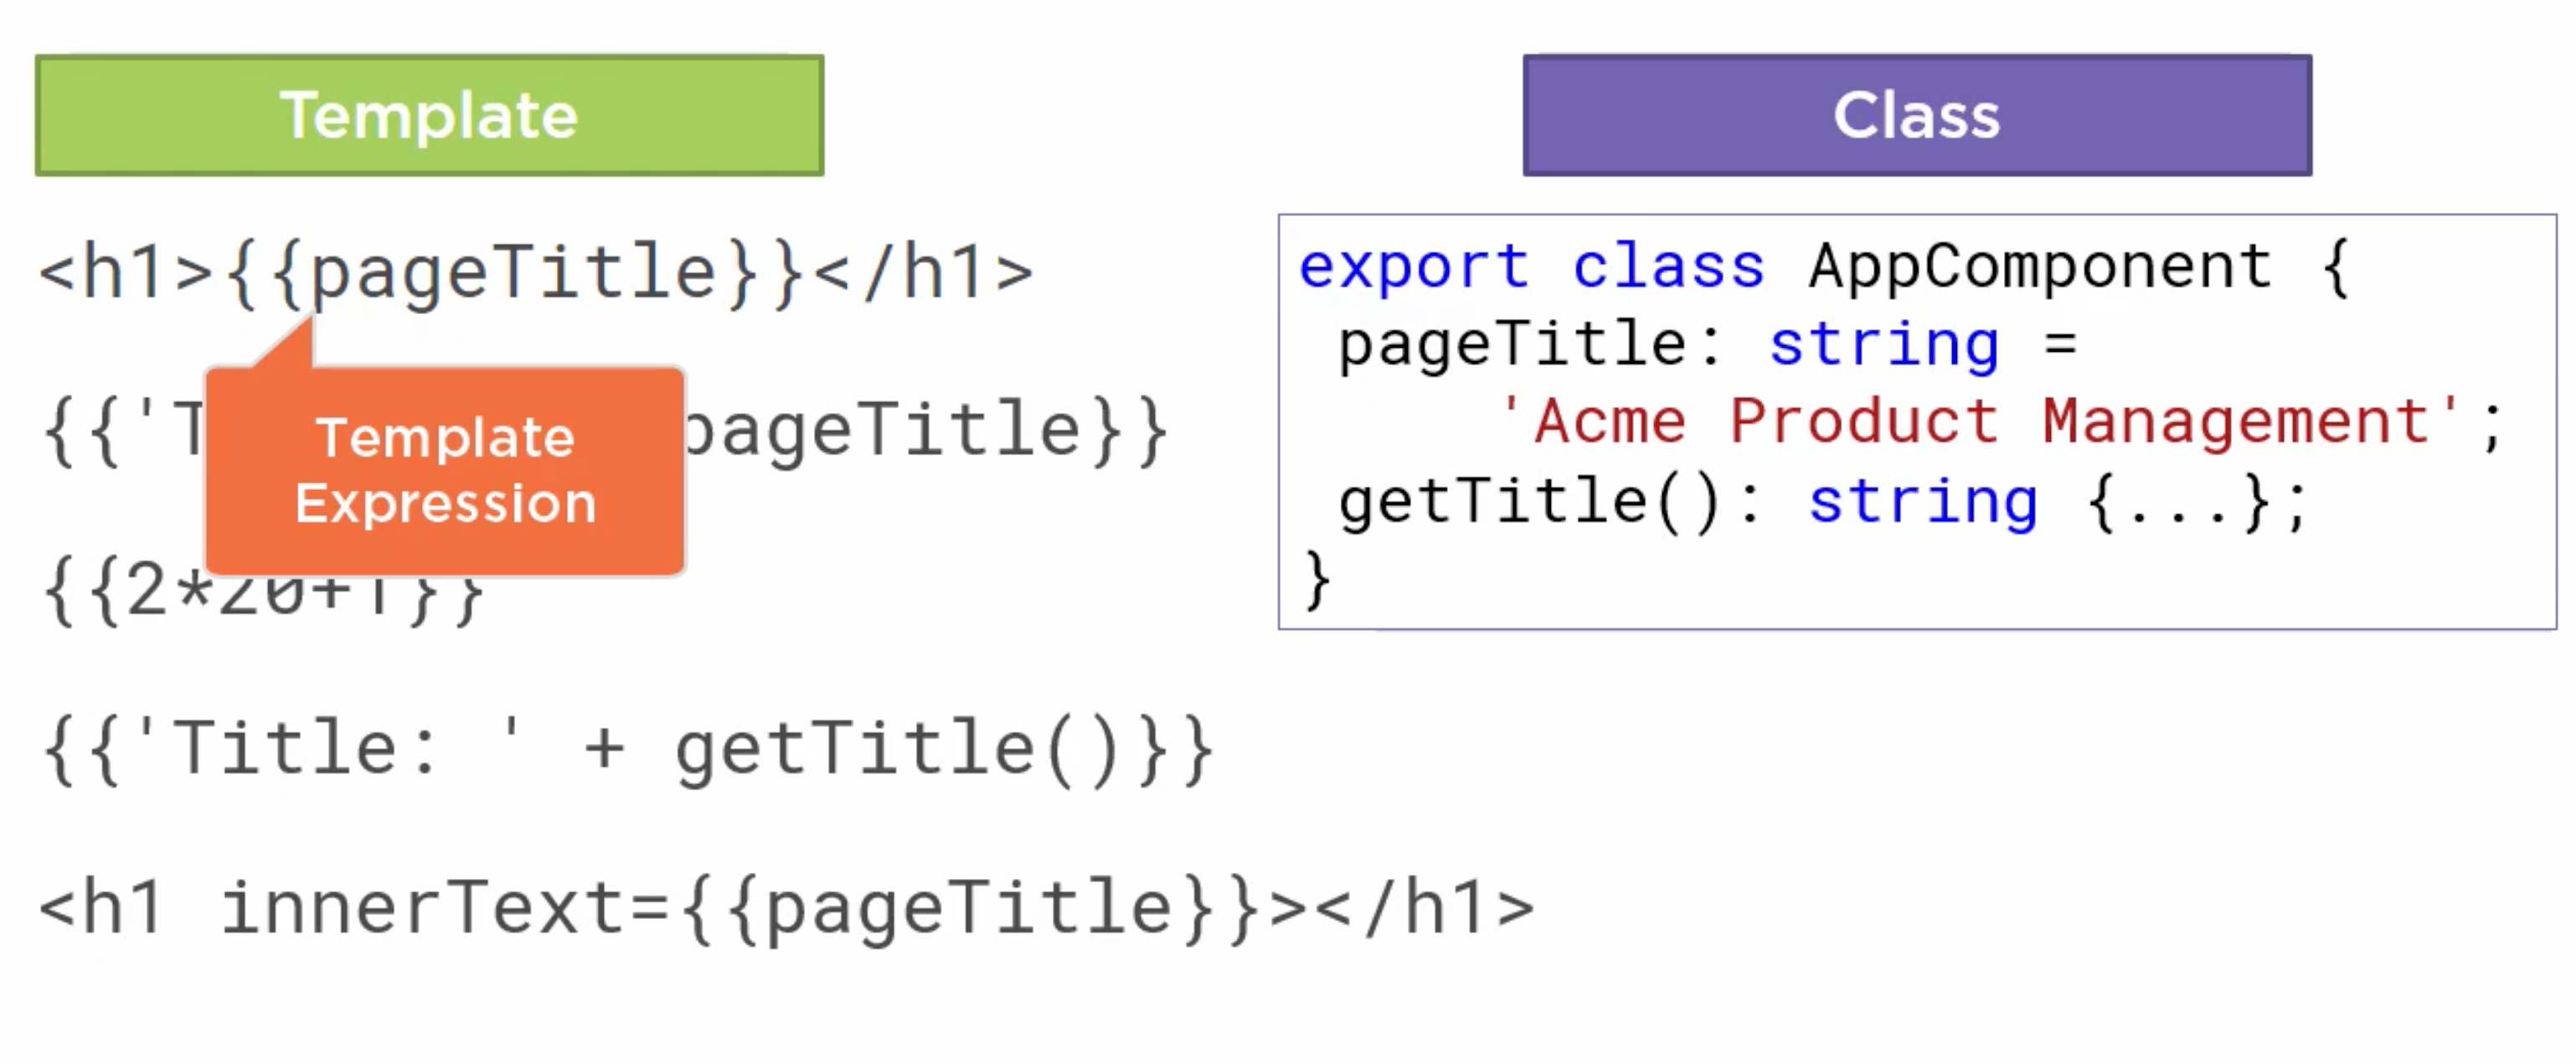 Template
<h1>{{pageTitle}}</h1>
Template
Expression
{{'T pageTitle}}
{{2*20+1}}
{{'Title: ' + getTitle()}}
<h1 innerText={{pageTitle}}></h1>
Class
export class AppComponent {
pageTitle: string =
'Acme Product Management';
getTitle(): string {...};
}